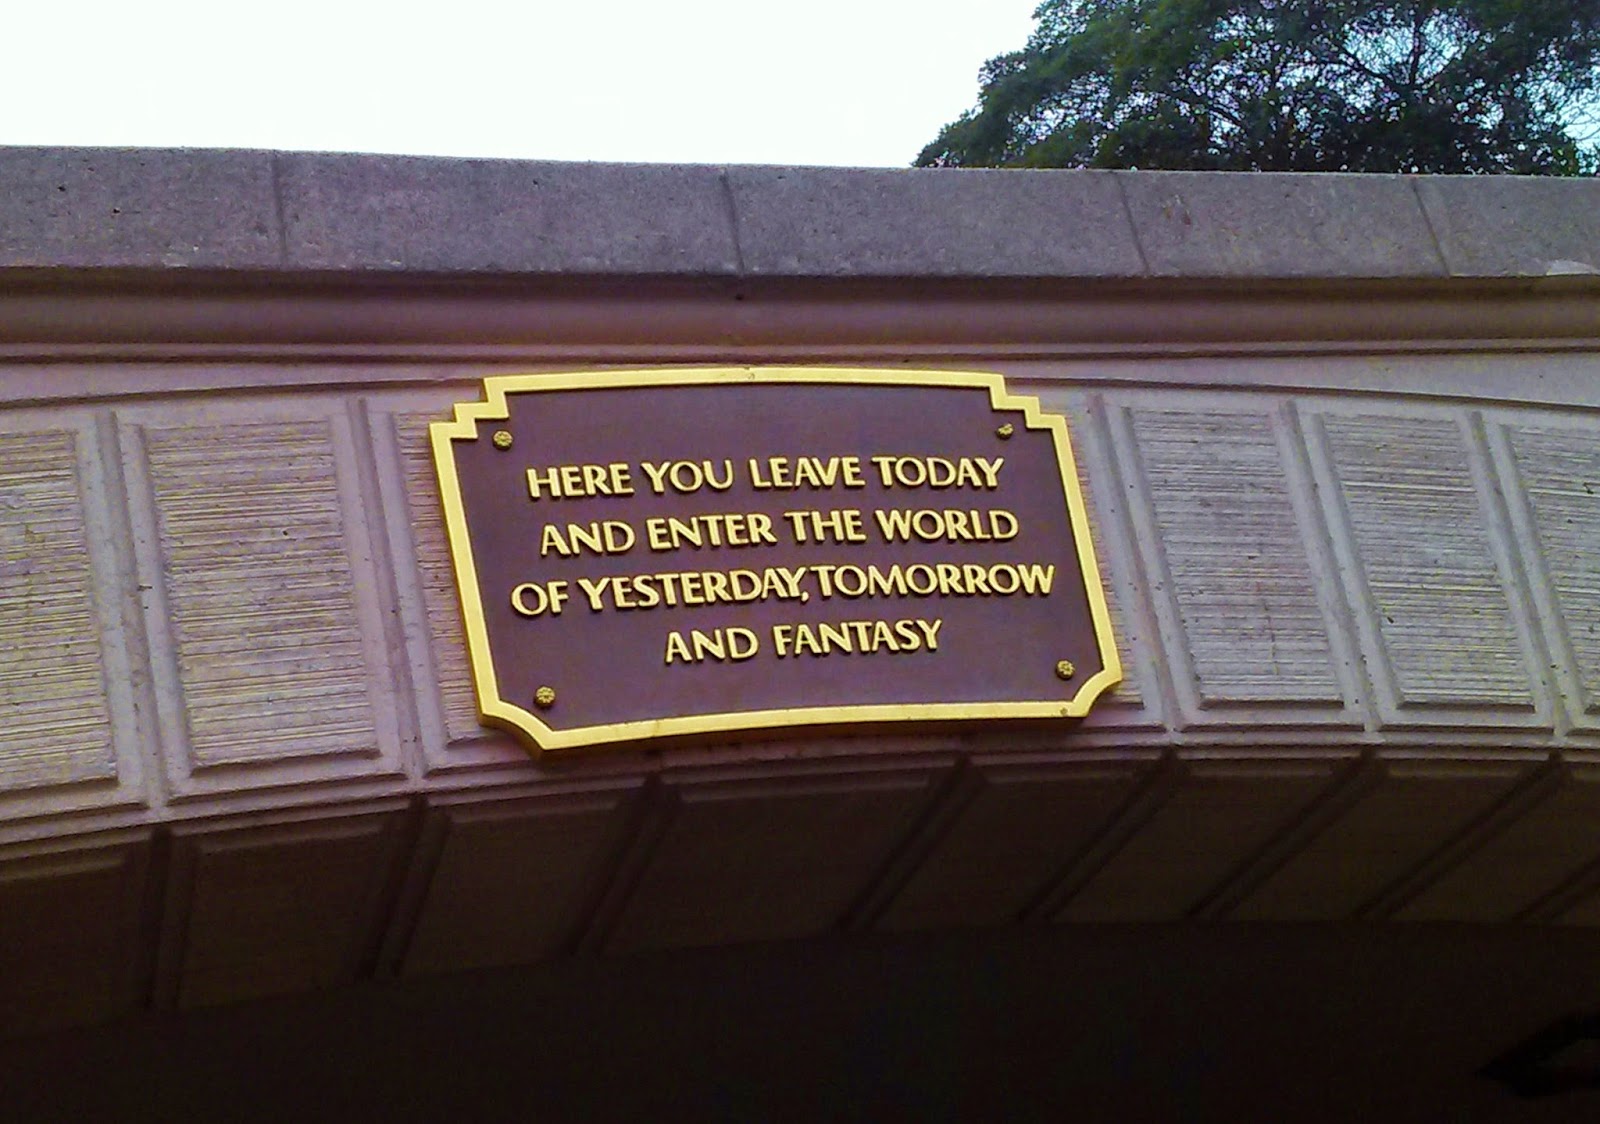 HERE YOU LEAVE TODAY
AND ENTER THE WORLD
OF YESTERDAY, TOMORROW
AND FANTASY